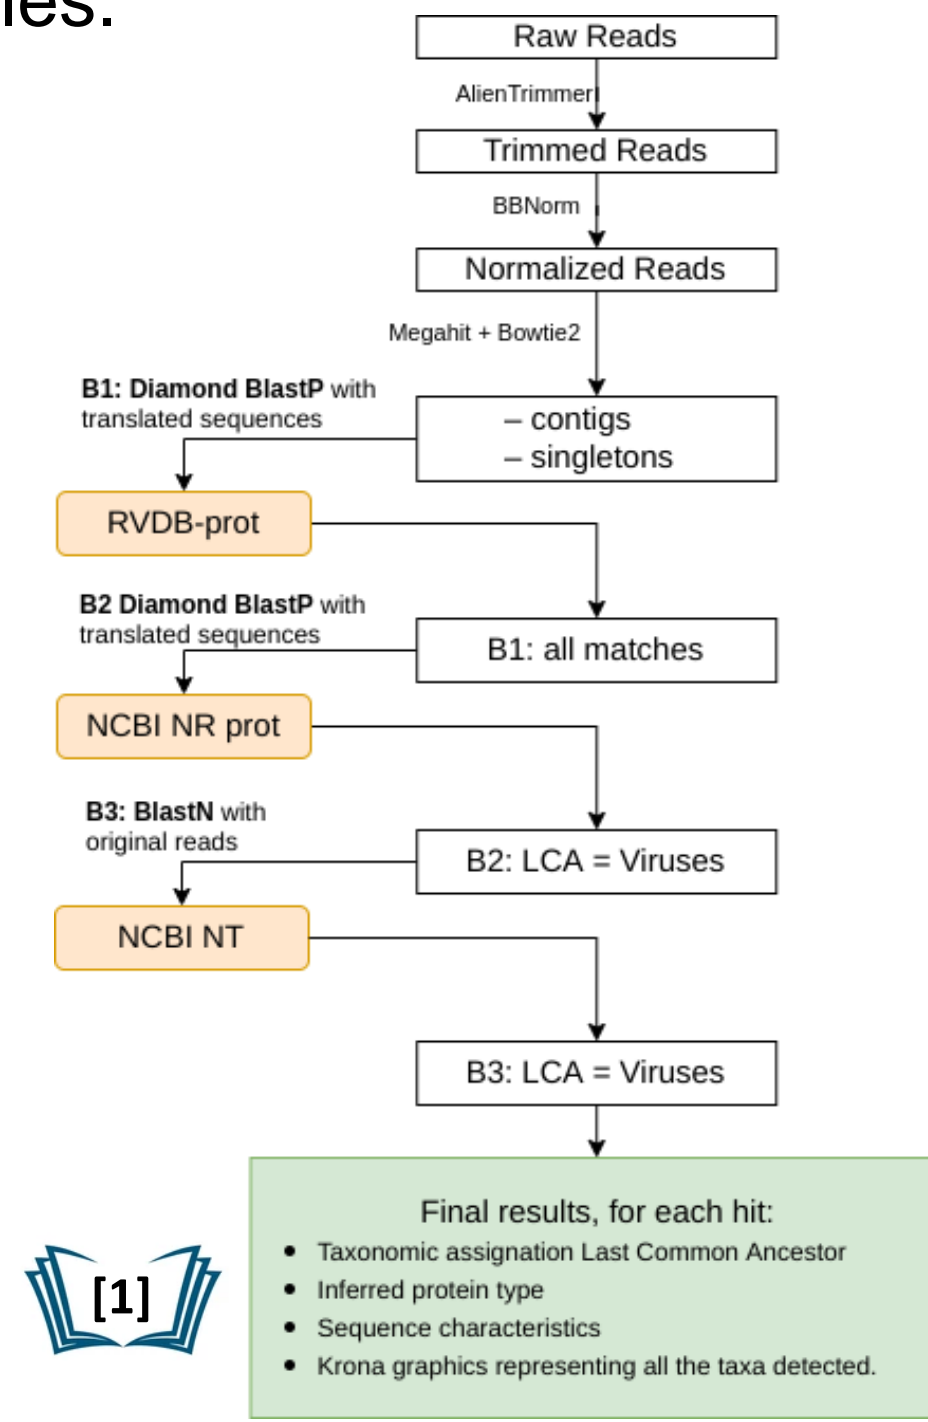 Raw Reads
AlienTrimmer
Trimmed Reads
BBNorm
Normalized Reads
Megahit + Bowtie2
B1: Diamond BlastP with
translated sequences
– contigs
– singletons
RVDB-prot
B2 Diamond BlastP with
translated sequences
B1: all matches
NCBI NR prot
B3: BlastN with
original reads
B2: LCA = Viruses
NCBI NT
B3: LCA = Viruses
Final results, for each hit:
• Taxonomic assignation Last Common Ancestor
• Inferred protein type
• Sequence characteristics
• Krona graphics representing all the taxa detected.
[1]